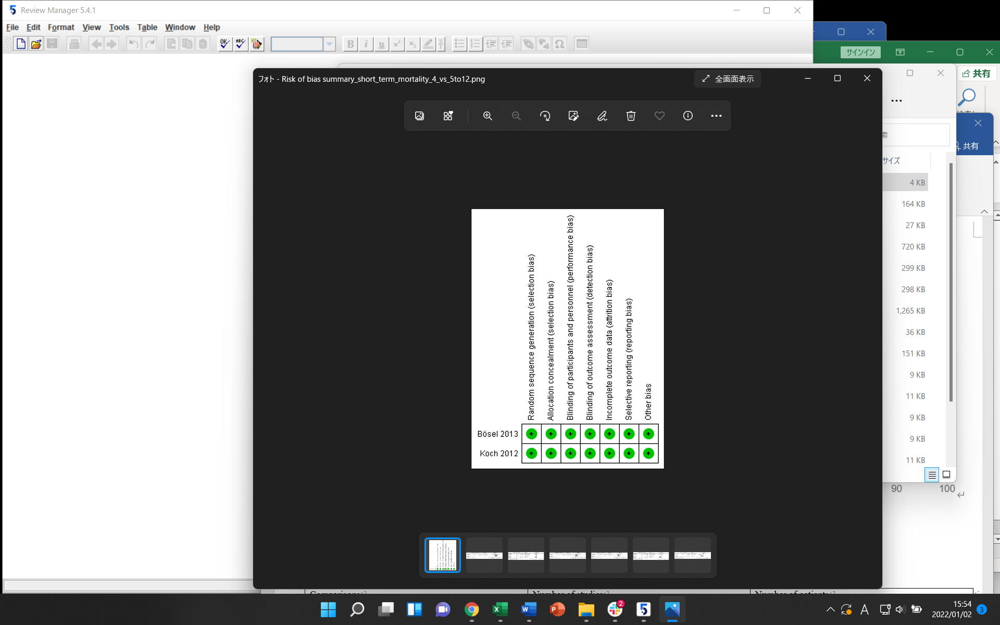 Review Manager 5.4.1
File Edit Format View Tools Table Window Help
サインイン
共有
フォト - Risk of bias summary_short_term_mortality_4_vs_5to12.png
全画面表示
索
共有
サイズ
4 KB
164 KB
27 KB
720 KB
299 KB
298 KB
1,265 KB
36 KB
151 KB
9 KB
11 KB
9 KB
9 KB
11 KB
90 100
Random sequence generation (selection bias)
Allocation concealment (selection bias)
Blinding of participants and personnel (performance bias)
Blinding of outcome assessment (detection bias)
Incomplete outcome data (attrition bias)
Selective reporting (reporting bias)
Other bias
Bösel 2013
Koch 2012
A
15:54
2022/01/02
3
2